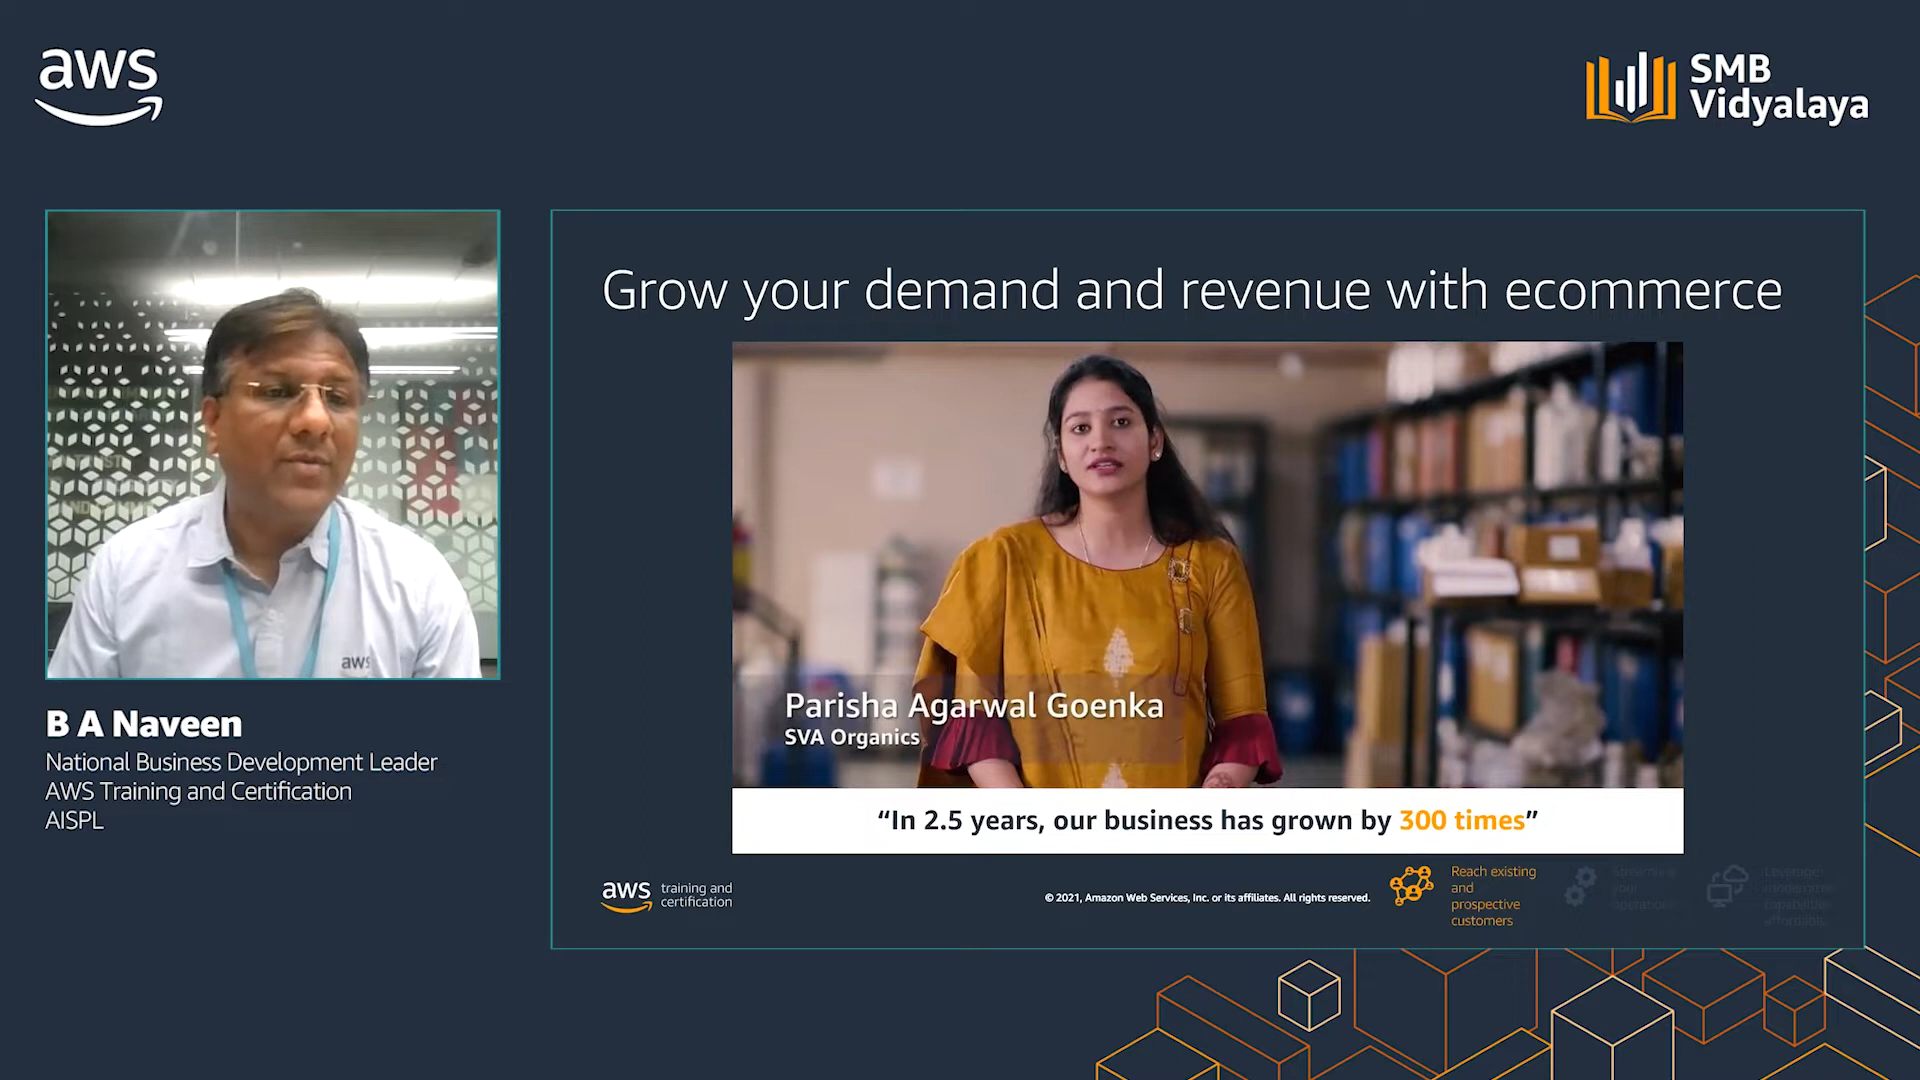 aws
SMB
Vidyalaya
Grow your demand and revenue with ecommerce
aws
Parisha Agarwal Goenka
SVA Organics
B A Naveen
National Business Development Leader
AWS Training and Certification
AISPL
“In 2.5 years, our business has grown by 300 times”
aws training and
certification
© 2021, Amazon Web Services, Inc. or its affiliates. All rights reserved.
Reach existing
and
prospective
customers